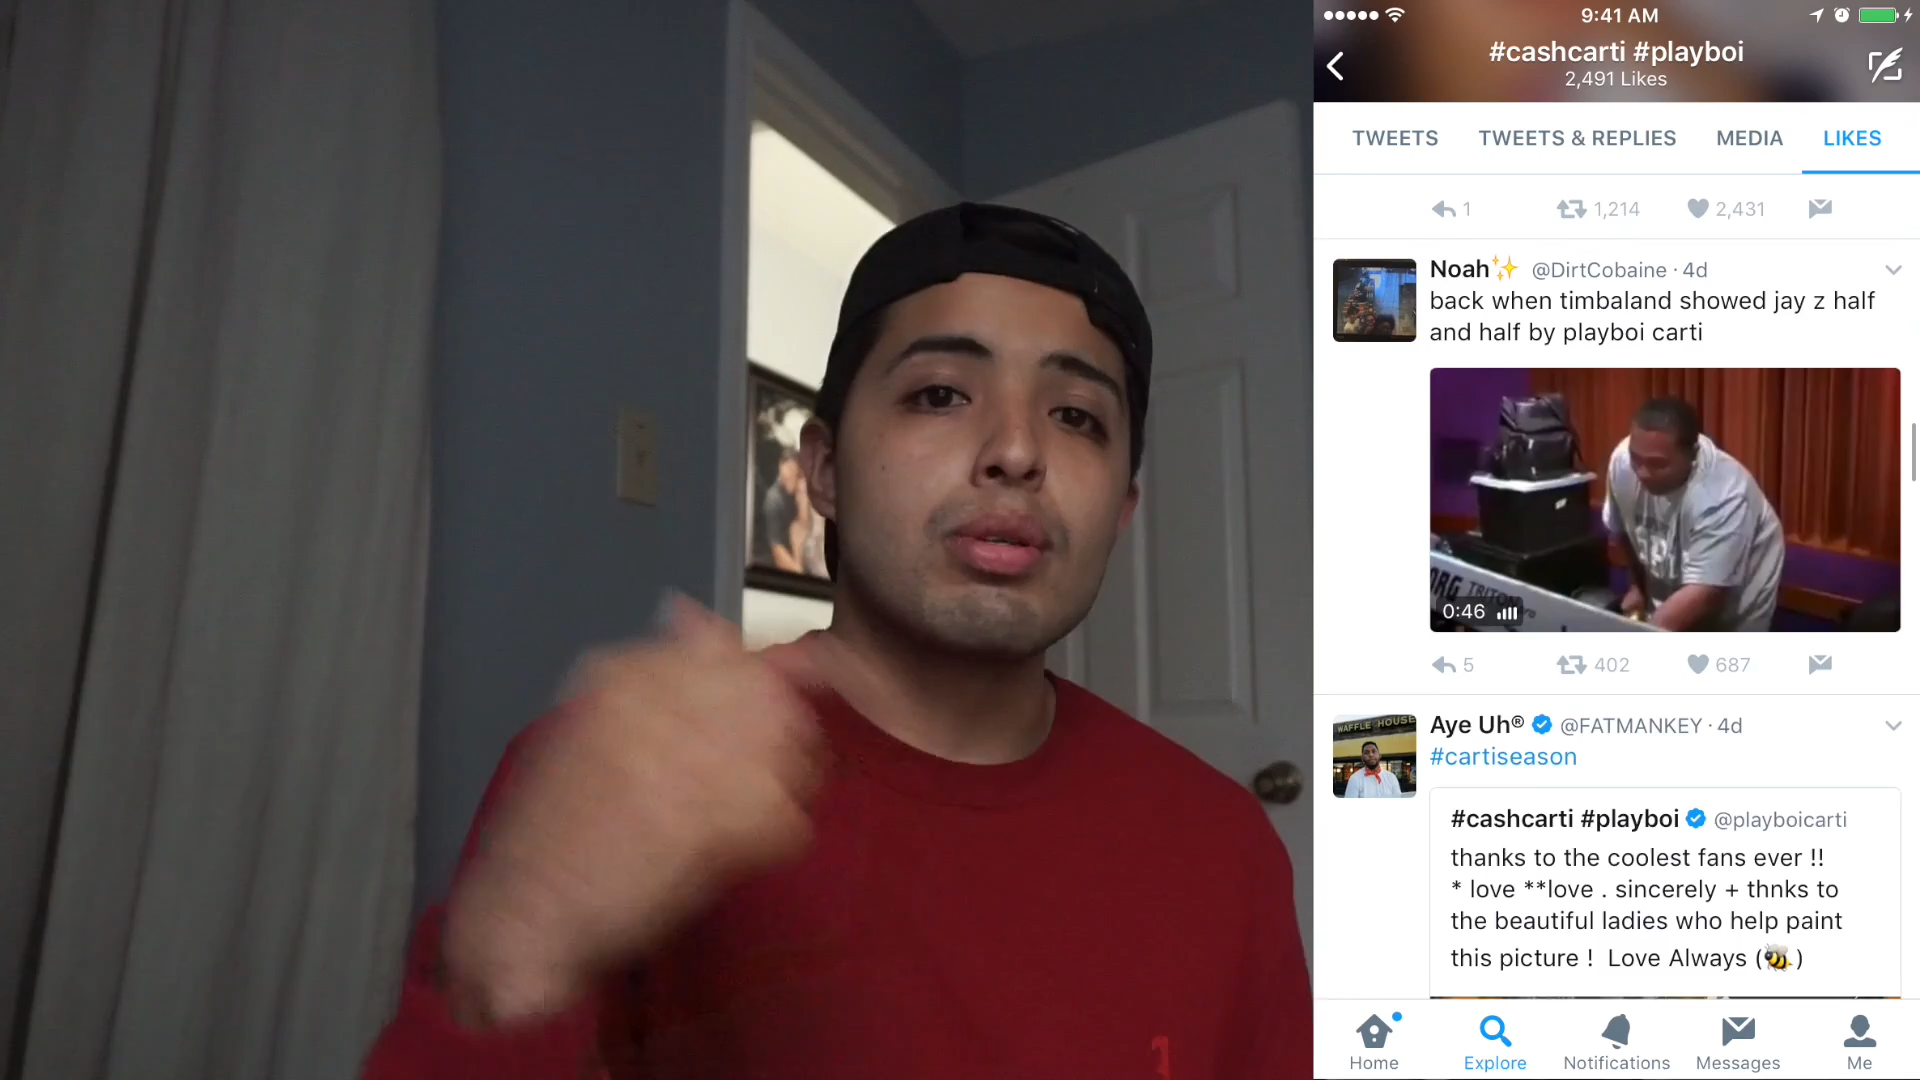 9:41 AM
#cashcarti #playboi
2,491 Likes
TWEETS TWEETS & REPLIES MEDIA LIKES
1 1,214 2,431
Noah✨ @DirtCobaine · 4d
back when timbaland showed jay z half
and half by playboi carti
TRITON
0:46
5 402 687
WAFFLE HOUSE
Aye Uh® @FATMANKEY · 4d
#cartiseason
#cashcarti #playboi @playboicarti
thanks to the coolest fans ever !!
* love **love . sincerely + thnks to
the beautiful ladies who help paint
this picture ! Love Always (🐝)
Home Explore Notifications Messages Me